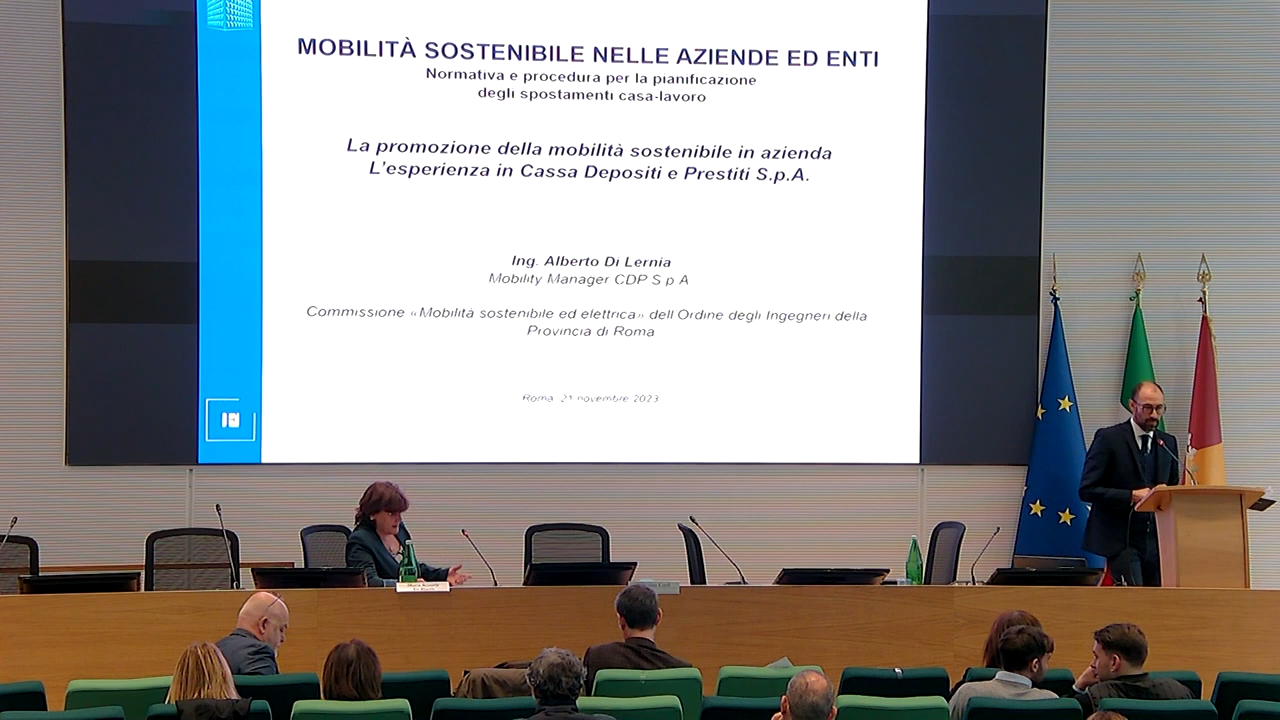 MOBILITÀ SOSTENIBILE NELLE AZIENDE ED ENTI
Normativa e procedura per la pianificazione
degli spostamenti casa-lavoro
La promozione della mobilità sostenibile in azienda
L'esperienza in Cassa Depositi e Prestiti S.p.A.
Ing. Alberto Di Lernia
Mobility Manager CDP S p A
Commissione «Mobilità sostenibile ed elettrica» dell'Ordine degli Ingegneri della
Provincia di Roma
Roma, 21 novembre 2023